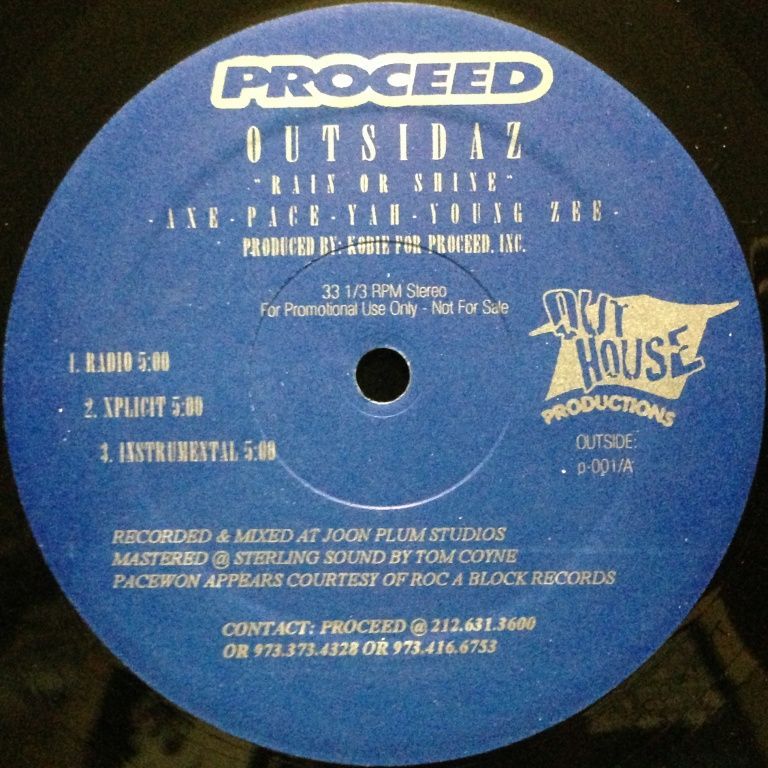 PROCEED
OUTSIDAZ
"RAIN OR SHINE"
-AXE-PACE-YAH-YOUNG ZEE-
PRODUCED BY: KOBIE FOR PROCEED, INC.
33 1/3 RPM Stereo
For Promotional Use Only - Not For Sale
OUT
HOUSE
PRODUCTIONS
OUTSIDE:
p-001/A
1. RADIO 5:00
2. XPLICIT 5:00
3. INSTRUMENTAL 5:00
RECORDED & MIXED AT JOON PLUM STUDIOS
MASTERED @ STERLING SOUND BY TOM COYNE
PACEWON APPEARS COURTESY OF ROC A BLOCK RECORDS
CONTACT: PROCEED @ 212.631.3600
OR 973.373.4328 OR 973.416.6753